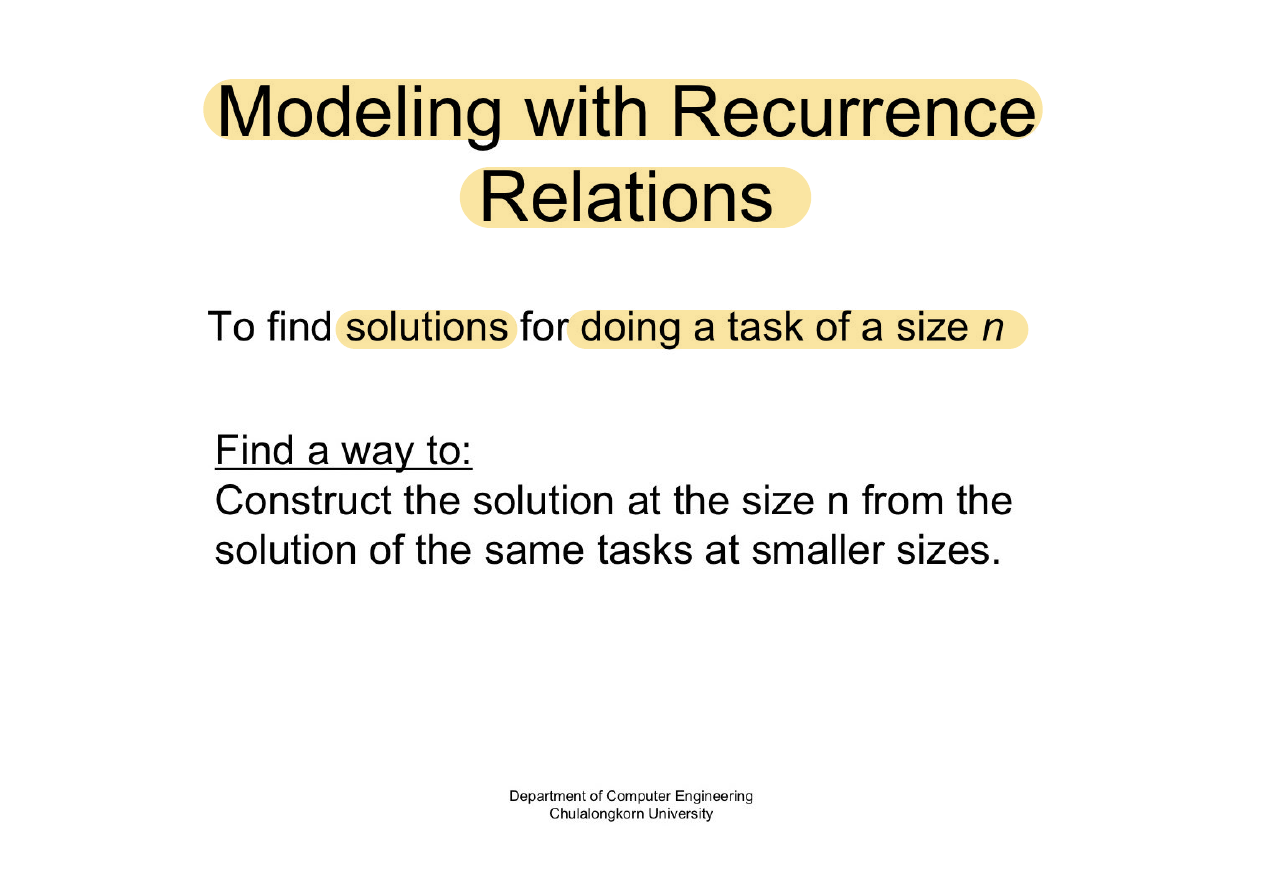 Modeling with Recurrence
Relations
To find solutions for doing a task of a size n
Find a way to:
Construct the solution at the size n from the
solution of the same tasks at smaller sizes.
Department of Computer Engineering
Chulalongkorn University